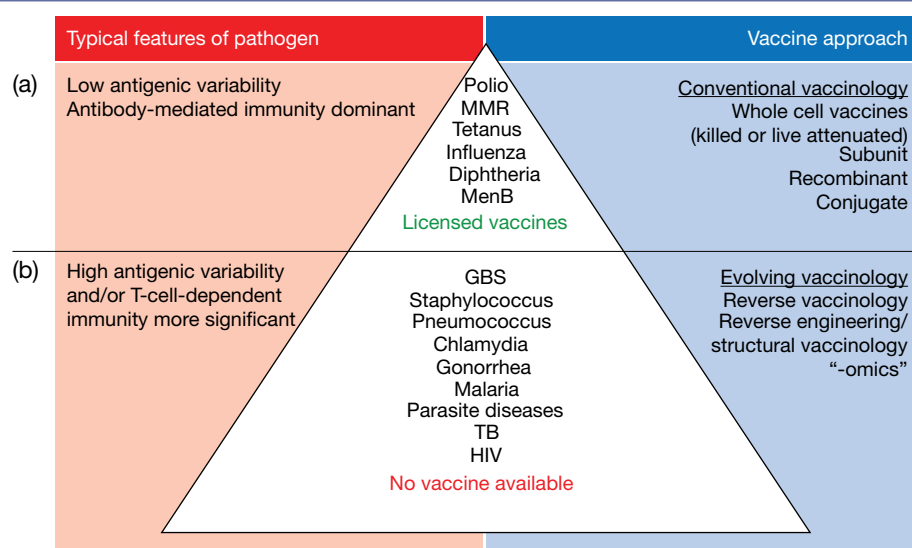 Typical features of pathogen
Vaccine approach
(a)
Low antigenic variability
Antibody-mediated immunity dominant
Polio
MMR
Tetanus
Influenza
Diphtheria
MenB
Licensed vaccines
Conventional vaccinology
Whole cell vaccines
(killed or live attenuated)
Subunit
Recombinant
Conjugate
(b)
High antigenic variability
and/or T-cell-dependent
immunity more significant
GBS
Staphylococcus
Pneumococcus
Chlamydia
Gonorrhea
Malaria
Parasite diseases
TB
HIV
No vaccine available
Evolving vaccinology
Reverse vaccinology
Reverse engineering/
structural vaccinology
“-omics”